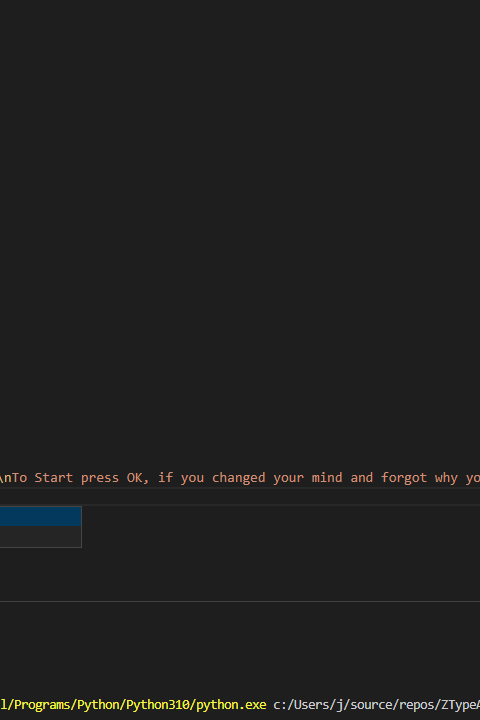 \nTo Start press OK, if you changed your mind and forgot why yo
l/Programs/Python/Python310/python.exe c:/Users/j/source/repos/ZType